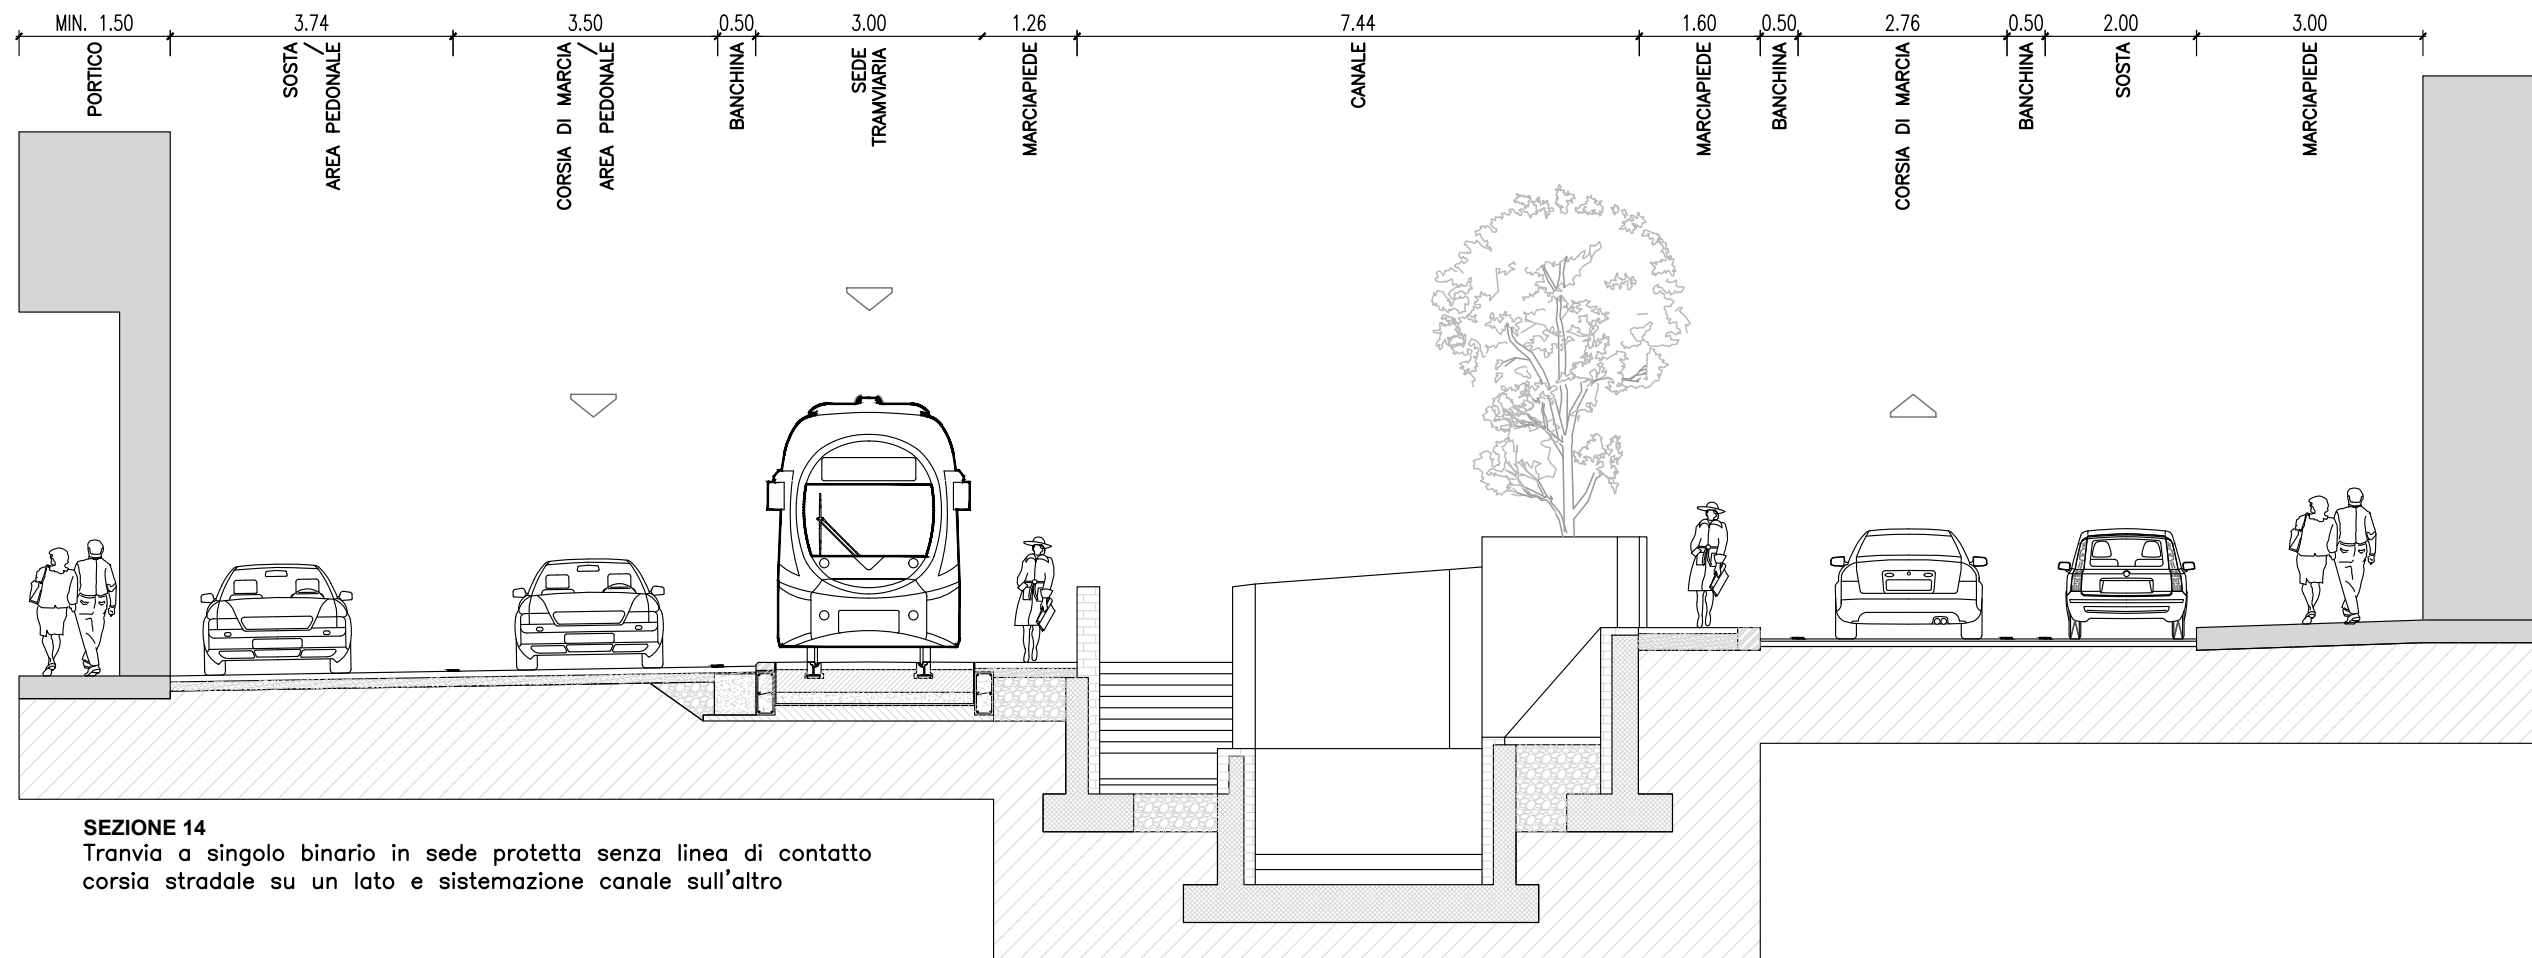 MIN. 1.50 3.74 3.50 0.50 3.00 1.26 7.44 1.60 0.50 2.76 0.50 2.00 3.00
PORTICO
SOSTA /
AREA PEDONALE
CORSIA DI MARCIA /
AREA PEDONALE
BANCHINA
SEDE
TRAMVIARIA
MARCIAPIEDE
CANALE
MARCIAPIEDE
BANCHINA
CORSIA DI MARCIA
BANCHINA
SOSTA
MARCIAPIEDE
SEZIONE 14
Tranvia a singolo binario in sede protetta senza linea di contatto
corsia stradale su un lato e sistemazione canale sull'altro